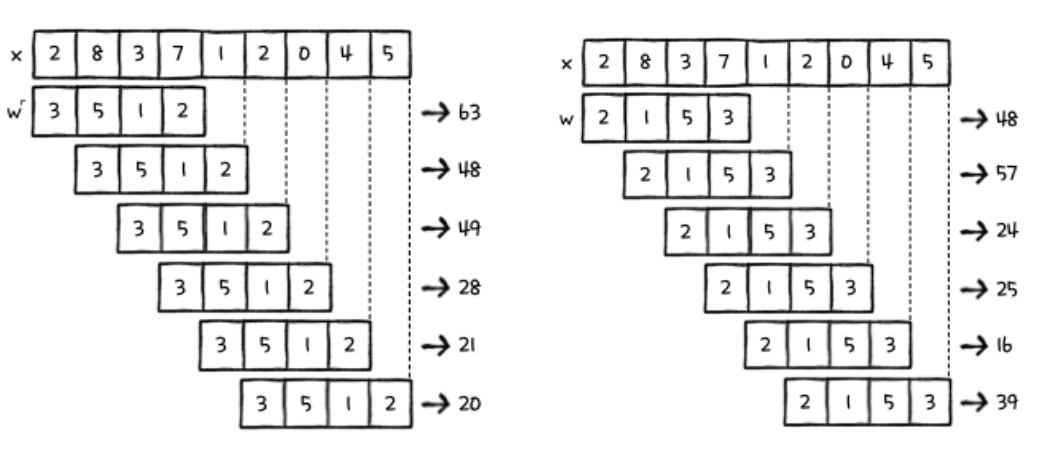 x 2 8 3 7 1 2 0 4 5
wʳ 3 5 1 2 → 63
3 5 1 2 → 48
3 5 1 2 → 49
3 5 1 2 → 28
3 5 1 2 → 21
3 5 1 2 → 20
x 2 8 3 7 1 2 0 4 5
w 2 1 5 3 → 48
2 1 5 3 → 57
2 1 5 3 → 24
2 1 5 3 → 25
2 1 5 3 → 16
2 1 5 3 → 39